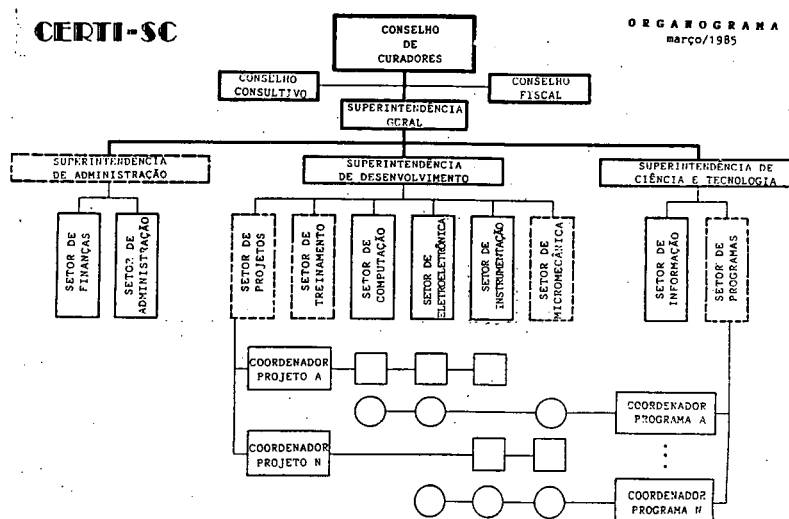 CERTI-SC
ORGANOGRAMA
março/1985
CONSELHO
DE
CURADORES
CONSELHO
CONSULTIVO
CONSELHO
FISCAL
SUPERINTENDÊNCIA
GERAL
SUPERINTENDÊNCIA
DE ADMINISTRAÇÃO
SUPERINTENDÊNCIA
DE DESENVOLVIMENTO
SUPERINTENDÊNCIA DE
CIÊNCIA E TECNOLOGIA
SETOR DE
FINANÇAS
SETOR DE
ADMINISTRAÇÃO
SETOR DE
PROJETOS
SETOR DE
TREINAMENTO
SETOR DE
COMPUTAÇÃO
SETOR DE
ELETROELETRÔNICA
SETOR DE
INSTRUMENTAÇÃO
SETOR DE
MICROMECÂNICA
SETOR DE
INFORMAÇÃO
SETOR DE
PROGRAMAS
COORDENADOR
PROJETO A
COORDENADOR
PROGRAMA A
COORDENADOR
PROJETO N
COORDENADOR
PROGRAMA N